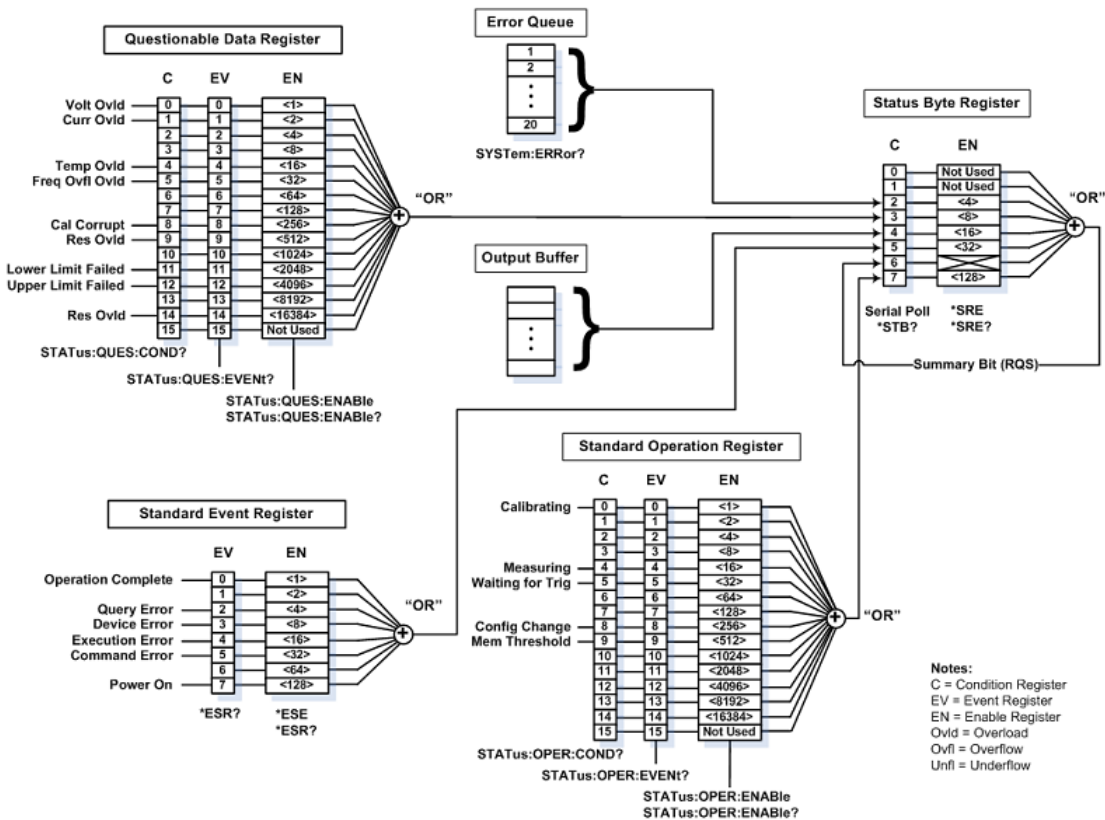 Questionable Data Register
C EV EN
Volt Ovld 0 0 <1>
Curr Ovld 1 1 <2>
2 2 <4>
3 3 <8>
Temp Ovld 4 4 <16>
Freq Ovfl Ovld 5 5 <32>
6 6 <64>
7 7 <128>
Cal Corrupt 8 8 <256>
Res Ovld 9 9 <512>
10 10 <1024>
Lower Limit Failed 11 11 <2048>
Upper Limit Failed 12 12 <4096>
13 13 <8192>
Res Ovld 14 14 <16384>
15 15 Not Used
"OR"
+
STATus:QUES:COND?
STATus:QUES:EVENt?
STATus:QUES:ENABle
STATus:QUES:ENABle?
Error Queue
1
2
20
SYSTem:ERRor?
Output Buffer
Status Byte Register
C EN
0 Not Used
1 Not Used
2 <4>
3 <8>
4 <16>
5 <32>
6
7 <128>
"OR"
+
Serial Poll
*STB?
*SRE
*SRE?
Summary Bit (RQS)
Standard Event Register
EV EN
Operation Complete 0 <1>
1 <2>
Query Error 2 <4>
Device Error 3 <8>
Execution Error 4 <16>
Command Error 5 <32>
6 <64>
Power On 7 <128>
"OR"
+
*ESR?
*ESE
*ESR?
Standard Operation Register
C EV EN
Calibrating 0 0 <1>
1 1 <2>
2 2 <4>
3 3 <8>
Measuring 4 4 <16>
Waiting for Trig 5 5 <32>
6 6 <64>
7 7 <128>
Config Change 8 8 <256>
Mem Threshold 9 9 <512>
10 10 <1024>
11 11 <2048>
12 12 <4096>
13 13 <8192>
14 14 <16384>
15 15 Not Used
"OR"
+
STATus:OPER:COND?
STATus:OPER:EVENt?
STATus:OPER:ENABle
STATus:OPER:ENABle?
Notes:
C = Condition Register
EV = Event Register
EN = Enable Register
Ovld = Overload
Ovfl = Overflow
Unfl = Underflow